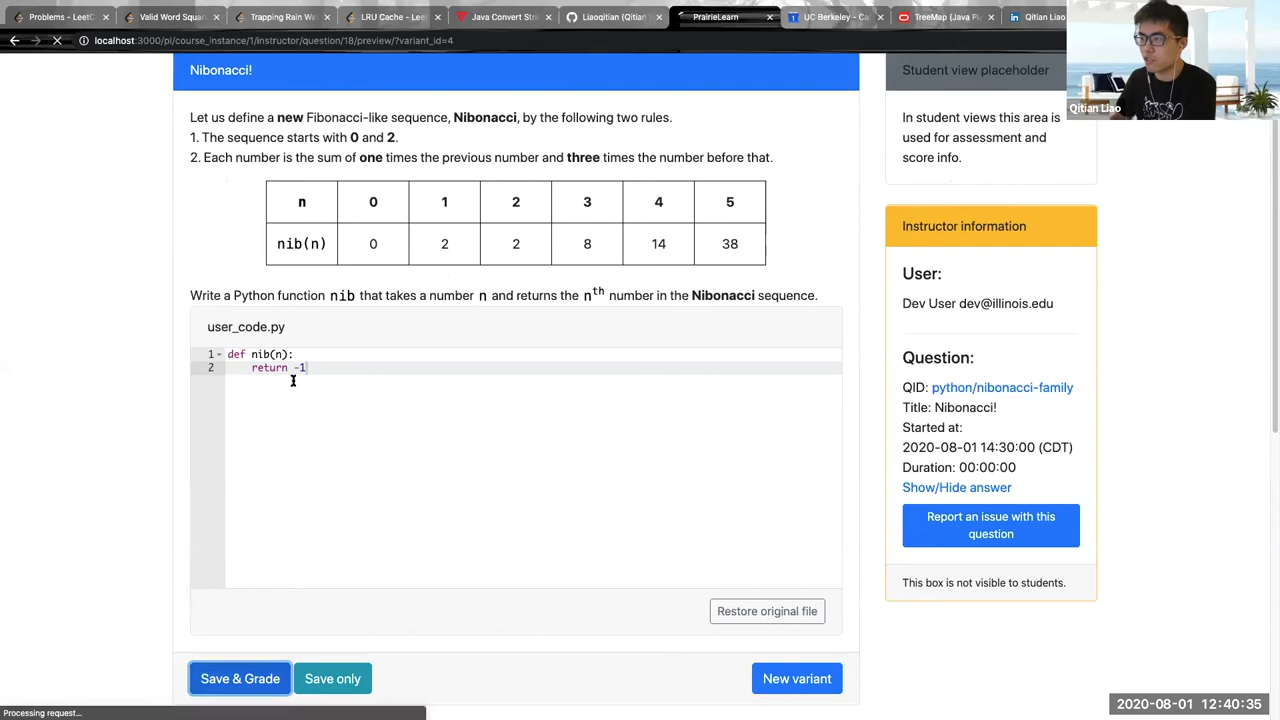 Problems - LeetC
Valid Word Squar
Trapping Rain Wa
LRU Cache - Leet
Java Convert Stri
Liaoqitian (Qitian
PrairieLearn
UC Berkeley - Ca
TreeMap (Java Pl
Qitian Liao
localhost:3000/pl/course_instance/1/instructor/question/18/preview/?variant_id=4
Qitian Liao
Nibonacci!
Let us define a new Fibonacci-like sequence, Nibonacci, by the following two rules.
1. The sequence starts with 0 and 2.
2. Each number is the sum of one times the previous number and three times the number before that.
n 0 1 2 3 4 5
nib(n) 0 2 2 8 14 38
Write a Python function nib that takes a number n and returns the nth number in the Nibonacci sequence.
user_code.py
1 def nib(n):
2 return -1
Restore original file
Save & Grade
Save only
New variant
Student view placeholder
In student views this area is
used for assessment and
score info.
Instructor information
User:
Dev User dev@illinois.edu
Question:
QID: python/nibonacci-family
Title: Nibonacci!
Started at:
2020-08-01 14:30:00 (CDT)
Duration: 00:00:00
Show/Hide answer
Report an issue with this
question
This box is not visible to students.
Processing request...
2020-08-01 12:40:35